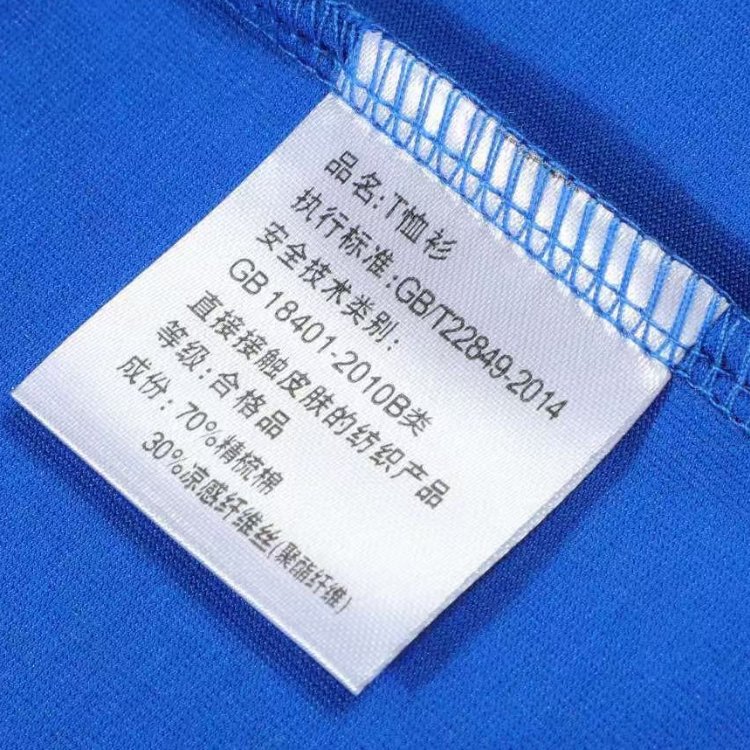 品名:T恤衫
执行标准:GB/T22849-2014
安全技术类别:
GB 18401-2010B类
直接接触皮肤的纺织产品
等级:合格品
成份:70%精梳棉
30%凉感纤维丝(聚酯纤维)